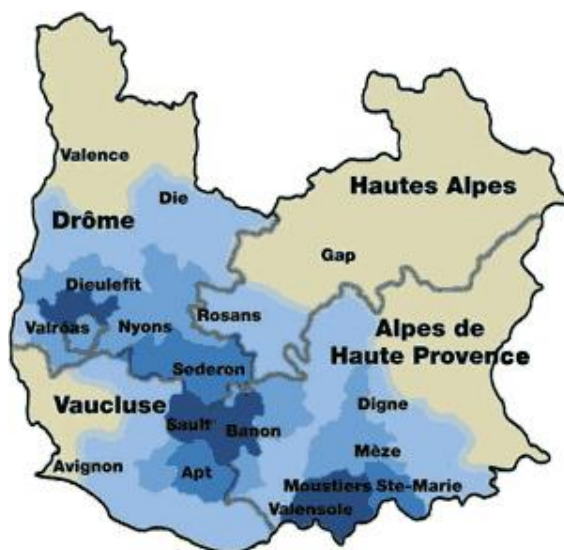 Valence
Die
Hautes Alpes
Drôme
Gap
Dieulefit
Rosans
Valréas
Nyons
Alpes de
Haute Provence
Sederon
Vaucluse
Digne
Sault
Banon
Mèze
Avignon
Apt
Moustiers Ste-Marie
Valensole